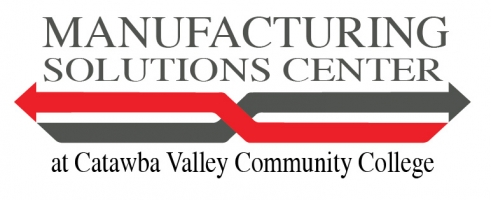 MANUFACTURING
SOLUTIONS CENTER
at Catawba Valley Community College